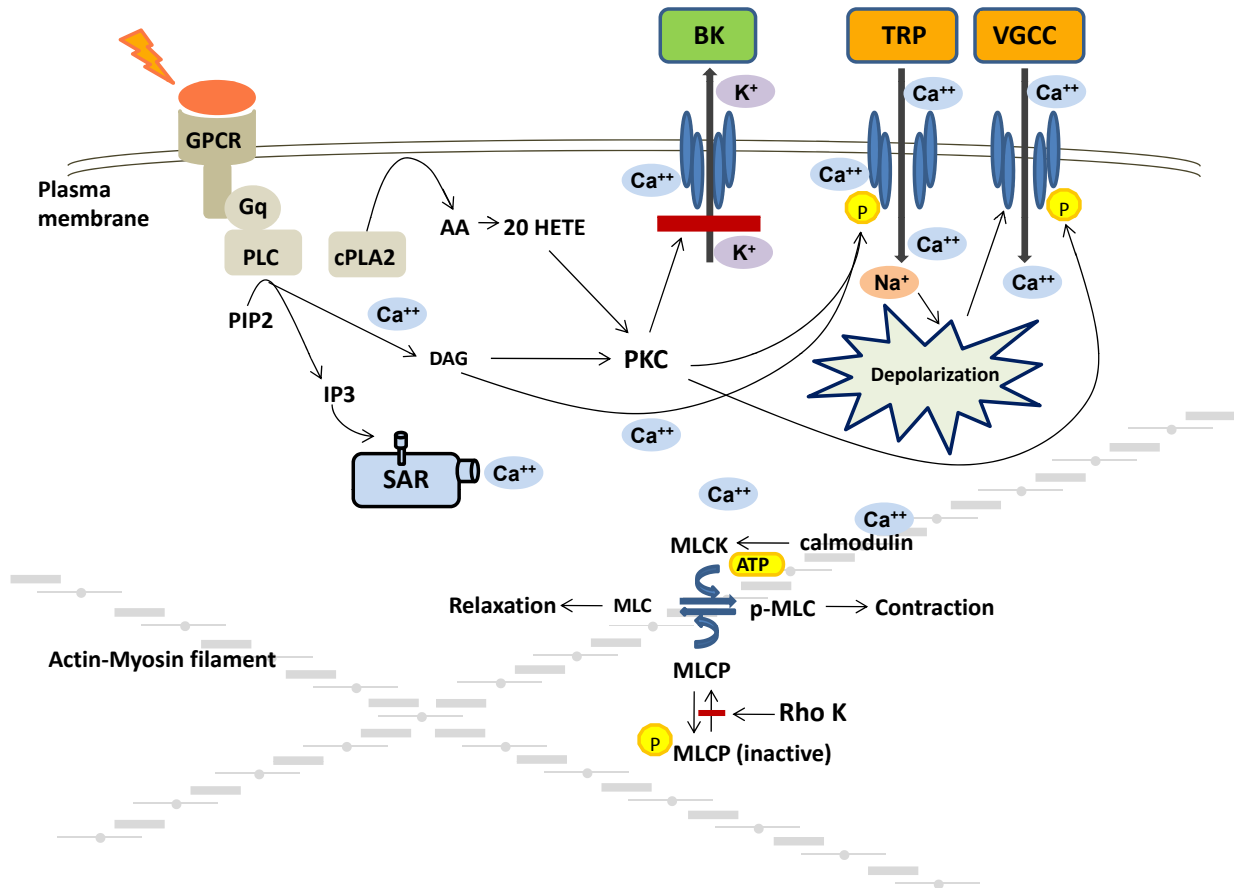 BK
TRP
VGCC
K⁺
Ca⁺⁺
Ca⁺⁺
GPCR
Plasma
membrane
Ca⁺⁺
Ca⁺⁺
Gq
P
P
AA
20 HETE
PLC
cPLA2
K⁺
Ca⁺⁺
Na⁺
Ca⁺⁺
PIP2
Ca⁺⁺
DAG
PKC
Depolarization
IP3
Ca⁺⁺
SAR
Ca⁺⁺
Ca⁺⁺
Ca⁺⁺
MLCK
calmodulin
ATP
Relaxation
MLC
p-MLC
Contraction
Actin-Myosin filament
MLCP
Rho K
P
MLCP (inactive)